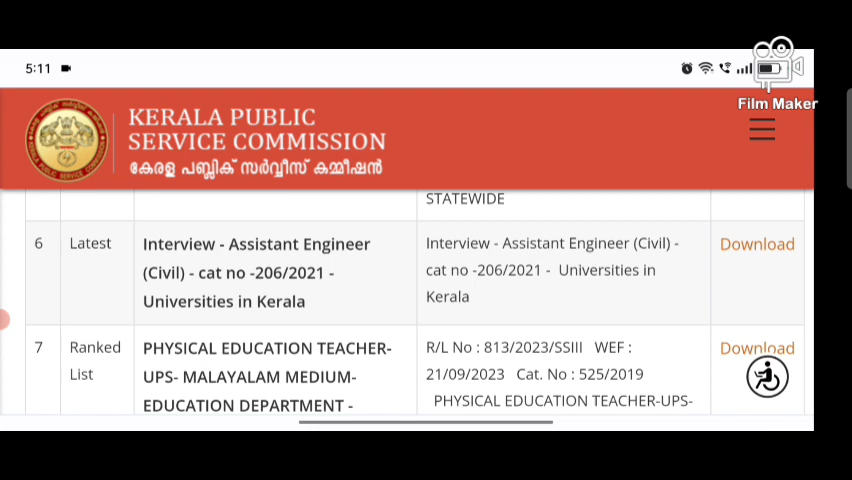 5:11
Film Maker
KERALA PUBLIC
SERVICE COMMISSION
കേരള പബ്ലിക് സർവ്വീസ് കമ്മീഷൻ
STATEWIDE
6
Latest
Interview - Assistant Engineer
(Civil) - cat no -206/2021 -
Universities in Kerala
Interview - Assistant Engineer (Civil) -
cat no -206/2021 - Universities in
Kerala
Download
7
Ranked
List
PHYSICAL EDUCATION TEACHER-
UPS- MALAYALAM MEDIUM-
EDUCATION DEPARTMENT -
R/L No : 813/2023/SSIII WEF :
21/09/2023 Cat. No : 525/2019
PHYSICAL EDUCATION TEACHER-UPS-
Download